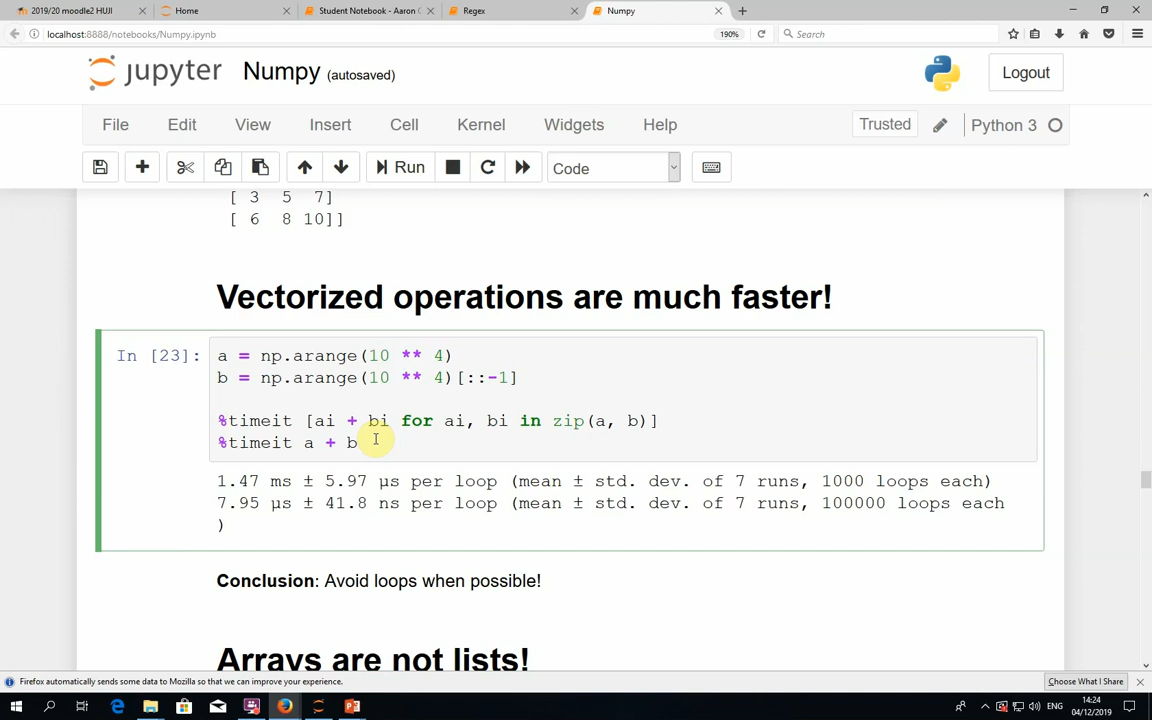 2019/20 moodle2 HUJI
Home
Student Notebook - Aaron
Regex
Numpy
localhost:8888/notebooks/Numpy.ipynb
190%
Search
jupyter Numpy (autosaved)
Logout
File Edit View Insert Cell Kernel Widgets Help
Trusted
Python 3
Run
Code
[ 3 5 7]
[ 6 8 10]]
Vectorized operations are much faster!
In [23]: a = np.arange(10 ** 4)
b = np.arange(10 ** 4)[::-1]
%timeit [ai + bi for ai, bi in zip(a, b)]
%timeit a + b
1.47 ms ± 5.97 µs per loop (mean ± std. dev. of 7 runs, 1000 loops each)
7.95 µs ± 41.8 ns per loop (mean ± std. dev. of 7 runs, 100000 loops each
)
Conclusion: Avoid loops when possible!
Arrays are not lists!
Firefox automatically sends some data to Mozilla so that we can improve your experience.
Choose What I Share
ENG
14:24
04/12/2019